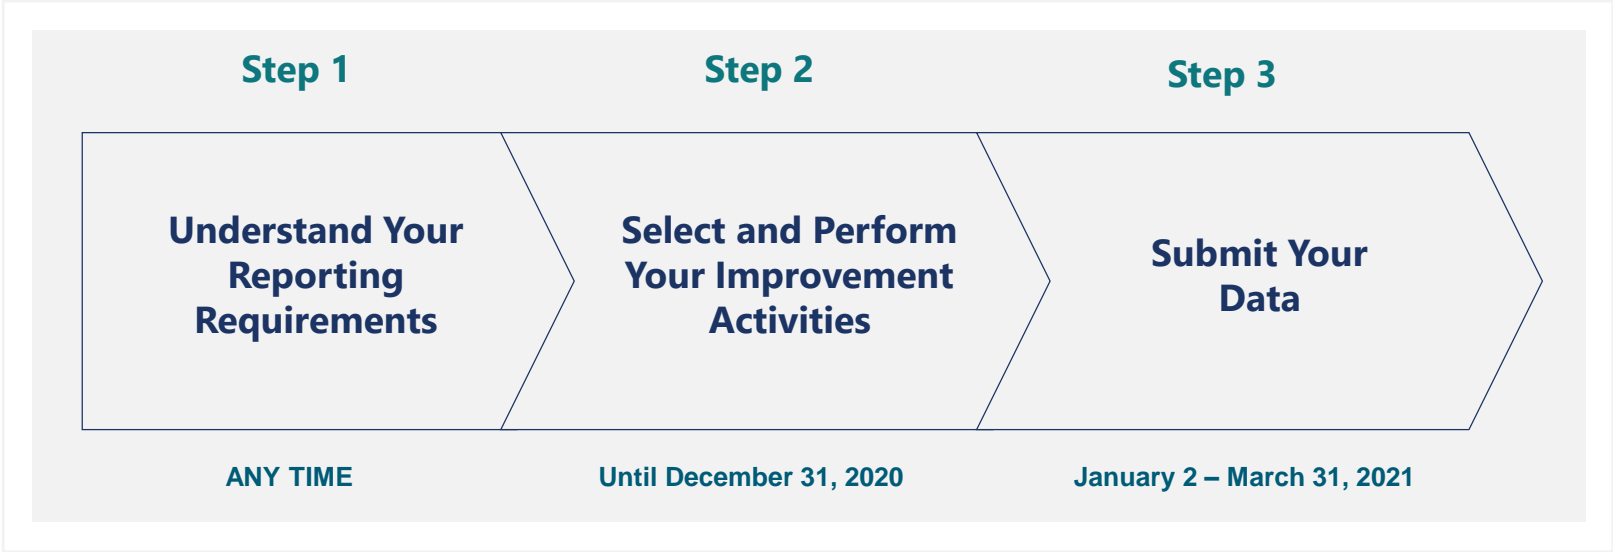 Step 1
Step 2
Step 3
Understand Your
Reporting
Requirements
Select and Perform
Your Improvement
Activities
Submit Your
Data
ANY TIME
Until December 31, 2020
January 2 – March 31, 2021